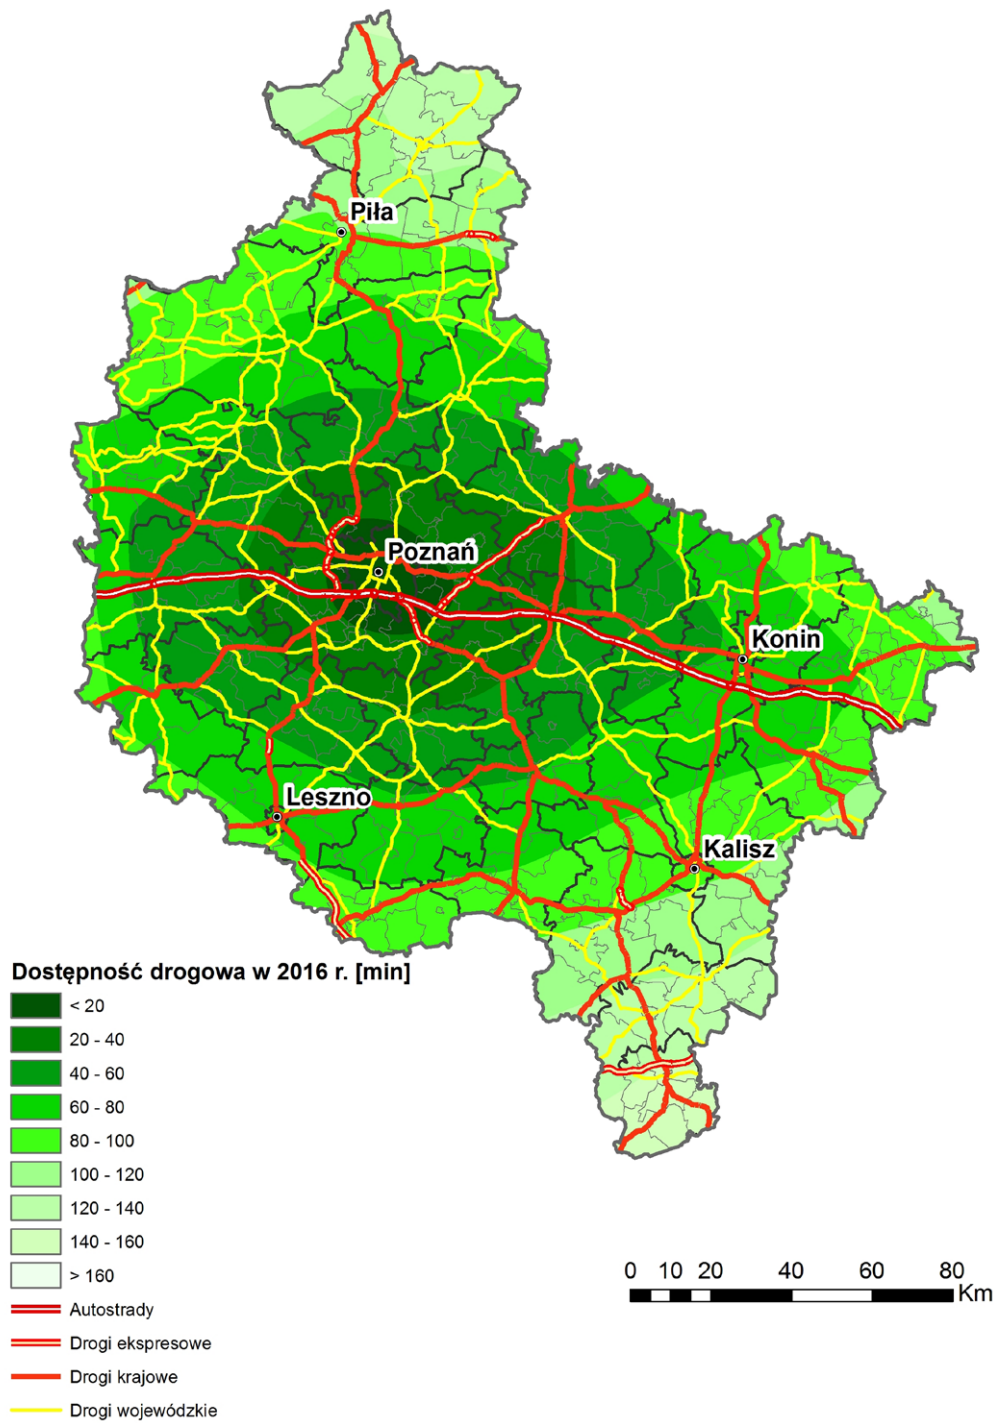 Piła
Poznań
Konin
Leszno
Kalisz
Dostępność drogowa w 2016 r. [min]
< 20
20 - 40
40 - 60
60 - 80
80 - 100
100 - 120
120 - 140
140 - 160
> 160
Autostrady
Drogi ekspresowe
Drogi krajowe
Drogi wojewódzkie
0 10 20 40 60 80
Km